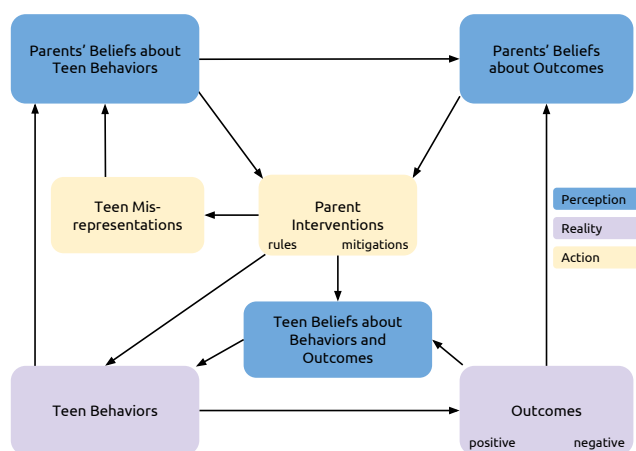 Parents’ Beliefs about
Teen Behaviors
Parents’ Beliefs
about Outcomes
Teen Mis-
representations
Parent
Interventions
rules mitigations
Perception
Reality
Action
Teen Beliefs about
Behaviors and
Outcomes
Teen Behaviors
Outcomes
positive negative